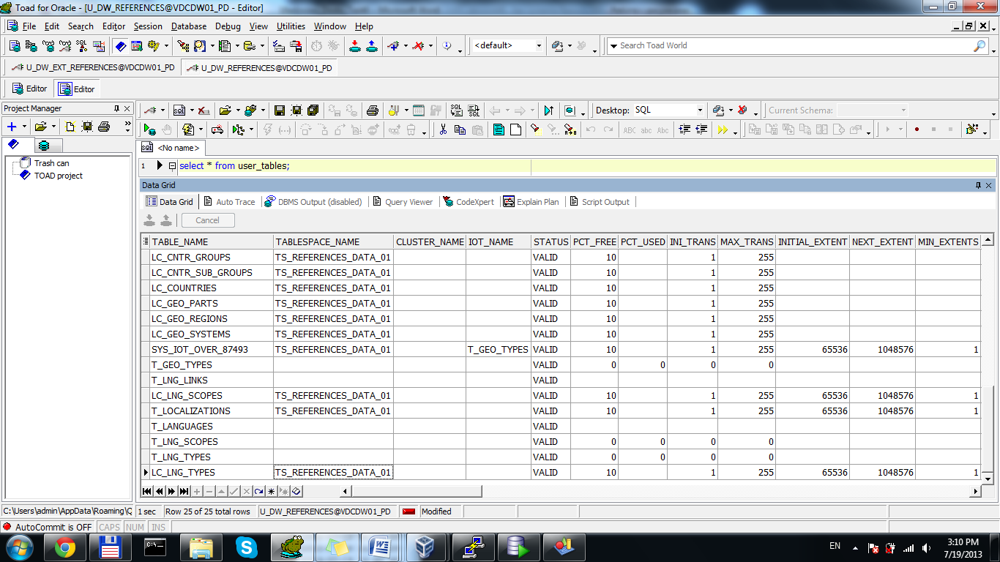 Toad for Oracle - [U_DW_REFERENCES@VDCDW01_PD - Editor]
File Edit Search Editor Session Database Debug View Utilities Window Help
<default> Search Toad World
U_DW_EXT_REFERENCES@VDCDW01_PD U_DW_REFERENCES@VDCDW01_PD
Editor Editor
Project Manager
Desktop: SQL Current Schema:
SQL <No name>
Trash can
TOAD project
1 select * from user_tables;
Data Grid
Data Grid Auto Trace DBMS Output (disabled) Query Viewer CodeXpert Explain Plan Script Output
Cancel
TABLE_NAME TABLESPACE_NAME CLUSTER_NAME IOT_NAME STATUS PCT_FREE PCT_USED INI_TRANS MAX_TRANS INITIAL_EXTENT NEXT_EXTENT MIN_EXTENTS
LC_CNTR_GROUPS TS_REFERENCES_DATA_01 VALID 10 1 255
LC_CNTR_SUB_GROUPS TS_REFERENCES_DATA_01 VALID 10 1 255
LC_COUNTRIES TS_REFERENCES_DATA_01 VALID 10 1 255
LC_GEO_PARTS TS_REFERENCES_DATA_01 VALID 10 1 255
LC_GEO_REGIONS TS_REFERENCES_DATA_01 VALID 10 1 255
LC_GEO_SYSTEMS TS_REFERENCES_DATA_01 VALID 10 1 255
SYS_IOT_OVER_87493 TS_REFERENCES_DATA_01 T_GEO_TYPES VALID 10 1 255 65536 1048576 1
T_GEO_TYPES VALID 0 0 0 0
T_LNG_LINKS VALID
LC_LNG_SCOPES TS_REFERENCES_DATA_01 VALID 10 1 255 65536 1048576 1
T_LOCALIZATIONS TS_REFERENCES_DATA_01 VALID 10 1 255 65536 1048576 1
T_LANGUAGES VALID
T_LNG_SCOPES VALID 0 0 0 0
T_LNG_TYPES VALID 0 0 0 0
LC_LNG_TYPES TS_REFERENCES_DATA_01 VALID 10 1 255 65536 1048576 1
C:\Users\admin\AppData\Roaming\Q 1 sec Row 25 of 25 total rows U_DW_REFERENCES@VDCDW01_PD Modified
AutoCommit is OFF CAPS NUM INS
EN 3:10 PM
7/19/2013